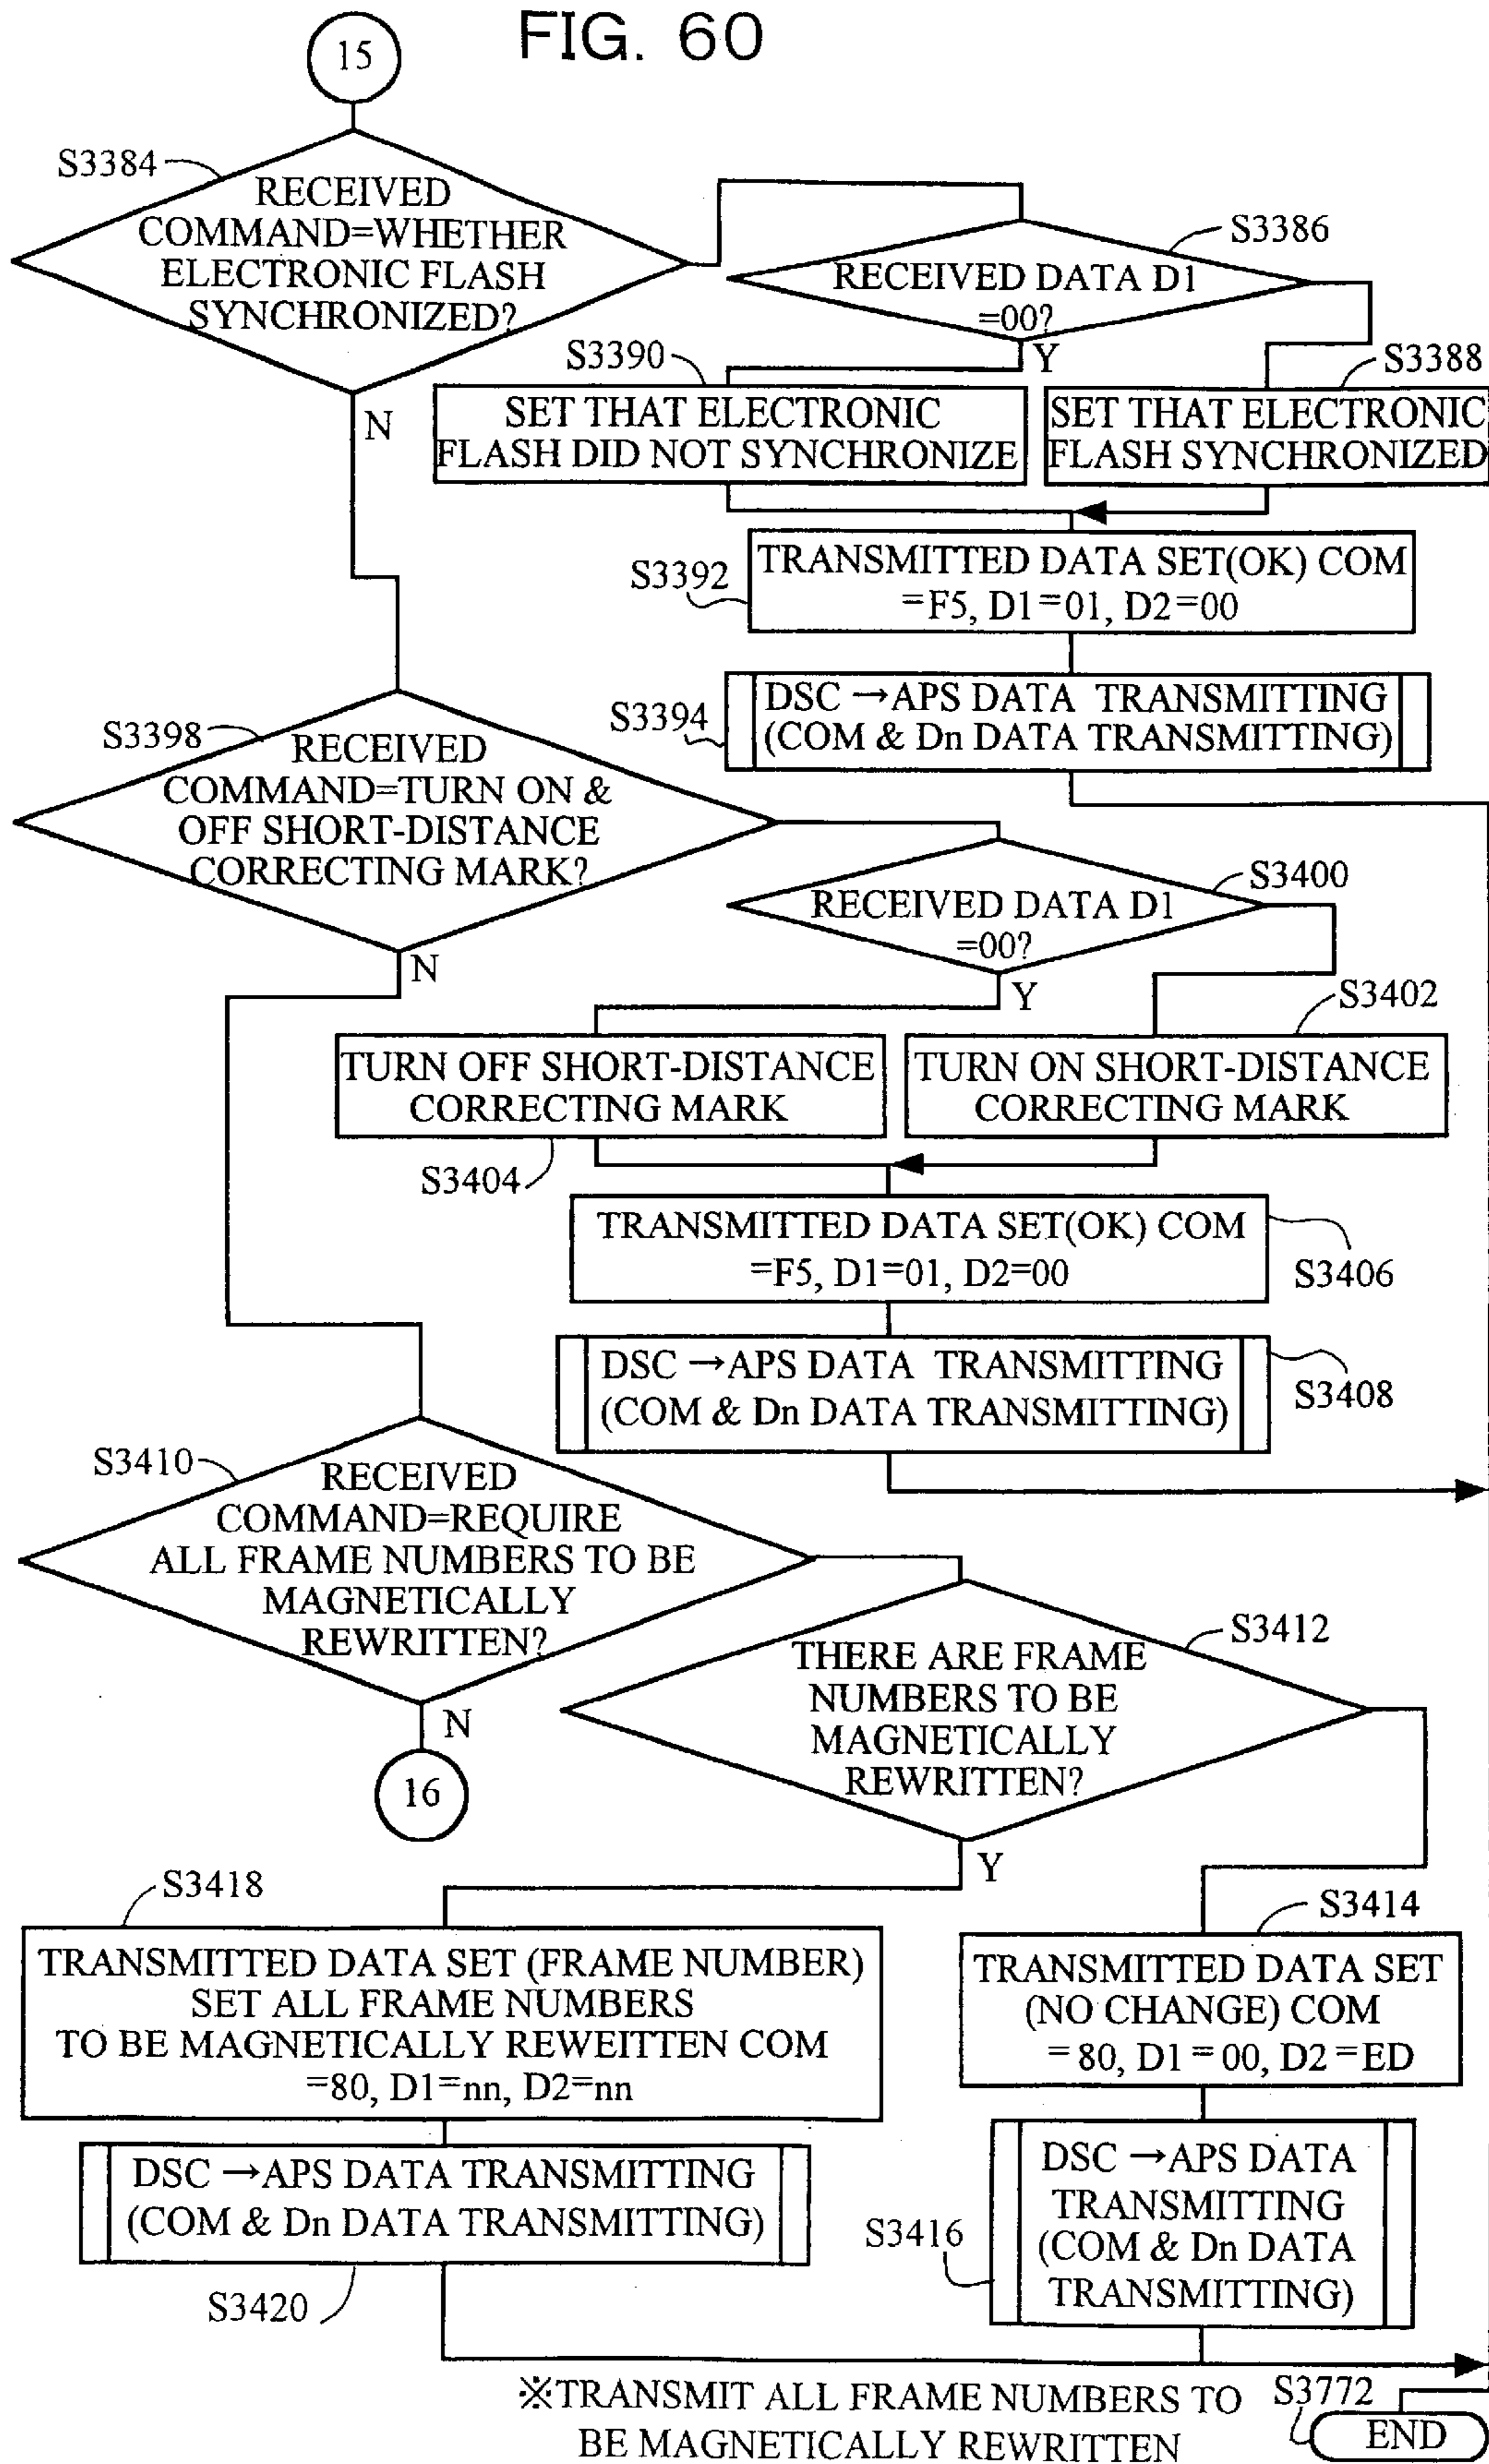 FIG. 60
15
S3384
RECEIVED
COMMAND=WHETHER
ELECTRONIC FLASH
SYNCHRONIZED?
N
S3386
RECEIVED DATA D1
=00?
Y
S3390
SET THAT ELECTRONIC
FLASH DID NOT SYNCHRONIZE
S3388
SET THAT ELECTRONIC
FLASH SYNCHRONIZED
S3392
TRANSMITTED DATA SET(OK) COM
=F5, D1=01, D2=00
S3394
DSC →APS DATA TRANSMITTING
(COM & Dn DATA TRANSMITTING)
S3398
RECEIVED
COMMAND=TURN ON &
OFF SHORT-DISTANCE
CORRECTING MARK?
N
S3400
RECEIVED DATA D1
=00?
Y
S3402
TURN OFF SHORT-DISTANCE
CORRECTING MARK
TURN ON SHORT-DISTANCE
CORRECTING MARK
S3404
TRANSMITTED DATA SET(OK) COM
=F5, D1=01, D2=00
S3406
DSC →APS DATA TRANSMITTING
(COM & Dn DATA TRANSMITTING)
S3408
S3410
RECEIVED
COMMAND=REQUIRE
ALL FRAME NUMBERS TO BE
MAGNETICALLY
REWRITTEN?
N
16
S3412
THERE ARE FRAME
NUMBERS TO BE
MAGNETICALLY
REWRITTEN?
Y
S3418
TRANSMITTED DATA SET (FRAME NUMBER)
SET ALL FRAME NUMBERS
TO BE MAGNETICALLY REWEITTEN COM
=80, D1=nn, D2=nn
S3414
TRANSMITTED DATA SET
(NO CHANGE) COM
=80, D1=00, D2=ED
DSC →APS DATA TRANSMITTING
(COM & Dn DATA TRANSMITTING)
S3420
S3416
DSC →APS DATA
TRANSMITTING
(COM & Dn DATA
TRANSMITTING)
※TRANSMIT ALL FRAME NUMBERS TO
BE MAGNETICALLY REWRITTEN
S3772
END